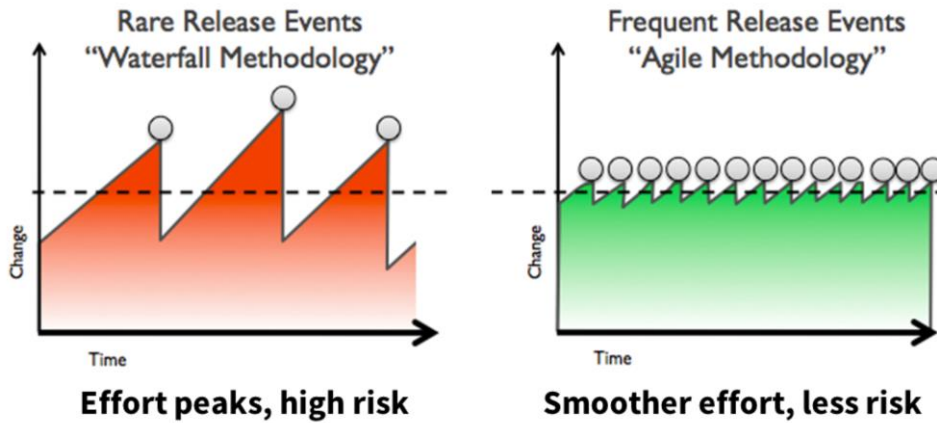 Rare Release Events
“Waterfall Methodology”
Change
Time
Effort peaks, high risk
Frequent Release Events
“Agile Methodology”
Change
Time
Smoother effort, less risk